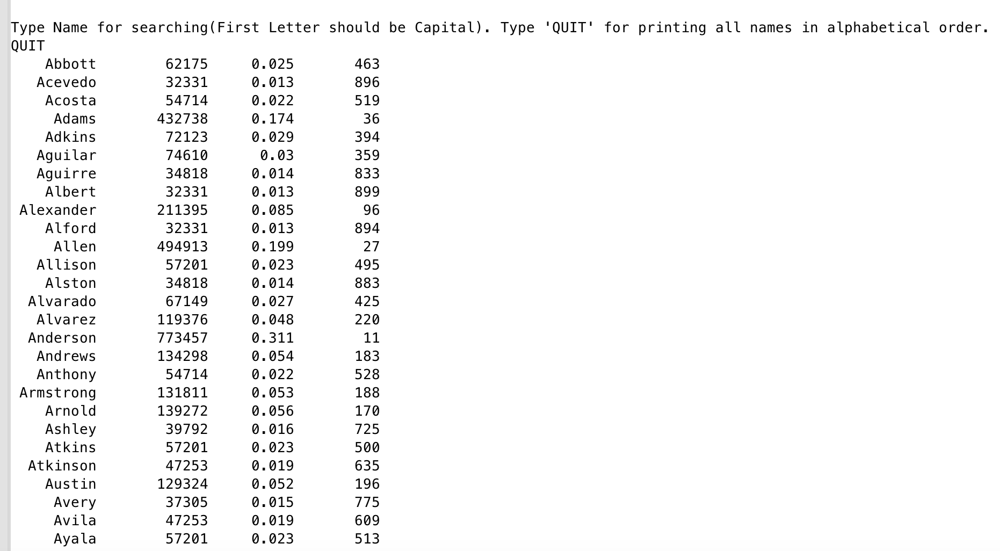 Type Name for searching(First Letter should be Capital). Type 'QUIT' for printing all names in alphabetical order.
QUIT
Abbott 62175 0.025 463
Acevedo 32331 0.013 896
Acosta 54714 0.022 519
Adams 432738 0.174 36
Adkins 72123 0.029 394
Aguilar 74610 0.03 359
Aguirre 34818 0.014 833
Albert 32331 0.013 899
Alexander 211395 0.085 96
Alford 32331 0.013 894
Allen 494913 0.199 27
Allison 57201 0.023 495
Alston 34818 0.014 883
Alvarado 67149 0.027 425
Alvarez 119376 0.048 220
Anderson 773457 0.311 11
Andrews 134298 0.054 183
Anthony 54714 0.022 528
Armstrong 131811 0.053 188
Arnold 139272 0.056 170
Ashley 39792 0.016 725
Atkins 57201 0.023 500
Atkinson 47253 0.019 635
Austin 129324 0.052 196
Avery 37305 0.015 775
Avila 47253 0.019 609
Ayala 57201 0.023 513